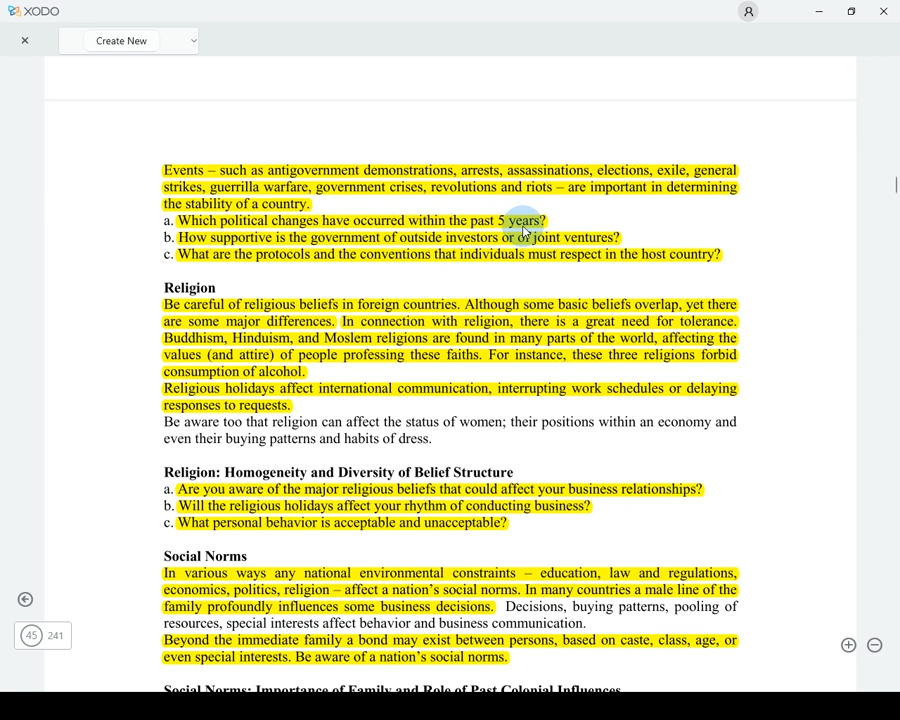 XODO
Create New
Events – such as antigovernment demonstrations, arrests, assassinations, elections, exile, general
strikes, guerrilla warfare, government crises, revolutions and riots – are important in determining
the stability of a country.
a. Which political changes have occurred within the past 5 years?
b. How supportive is the government of outside investors or of joint ventures?
c. What are the protocols and the conventions that individuals must respect in the host country?
Religion
Be careful of religious beliefs in foreign countries. Although some basic beliefs overlap, yet there
are some major differences. In connection with religion, there is a great need for tolerance.
Buddhism, Hinduism, and Moslem religions are found in many parts of the world, affecting the
values (and attire) of people professing these faiths. For instance, these three religions forbid
consumption of alcohol.
Religious holidays affect international communication, interrupting work schedules or delaying
responses to requests.
Be aware too that religion can affect the status of women; their positions within an economy and
even their buying patterns and habits of dress.
Religion: Homogeneity and Diversity of Belief Structure
a. Are you aware of the major religious beliefs that could affect your business relationships?
b. Will the religious holidays affect your rhythm of conducting business?
c. What personal behavior is acceptable and unacceptable?
Social Norms
In various ways any national environmental constraints – education, law and regulations,
economics, politics, religion – affect a nation's social norms. In many countries a male line of the
family profoundly influences some business decisions. Decisions, buying patterns, pooling of
resources, special interests affect behavior and business communication.
Beyond the immediate family a bond may exist between persons, based on caste, class, age, or
even special interests. Be aware of a nation's social norms.
45 241
Social Norms: Importance of Family and Role of Past Colonial Influences